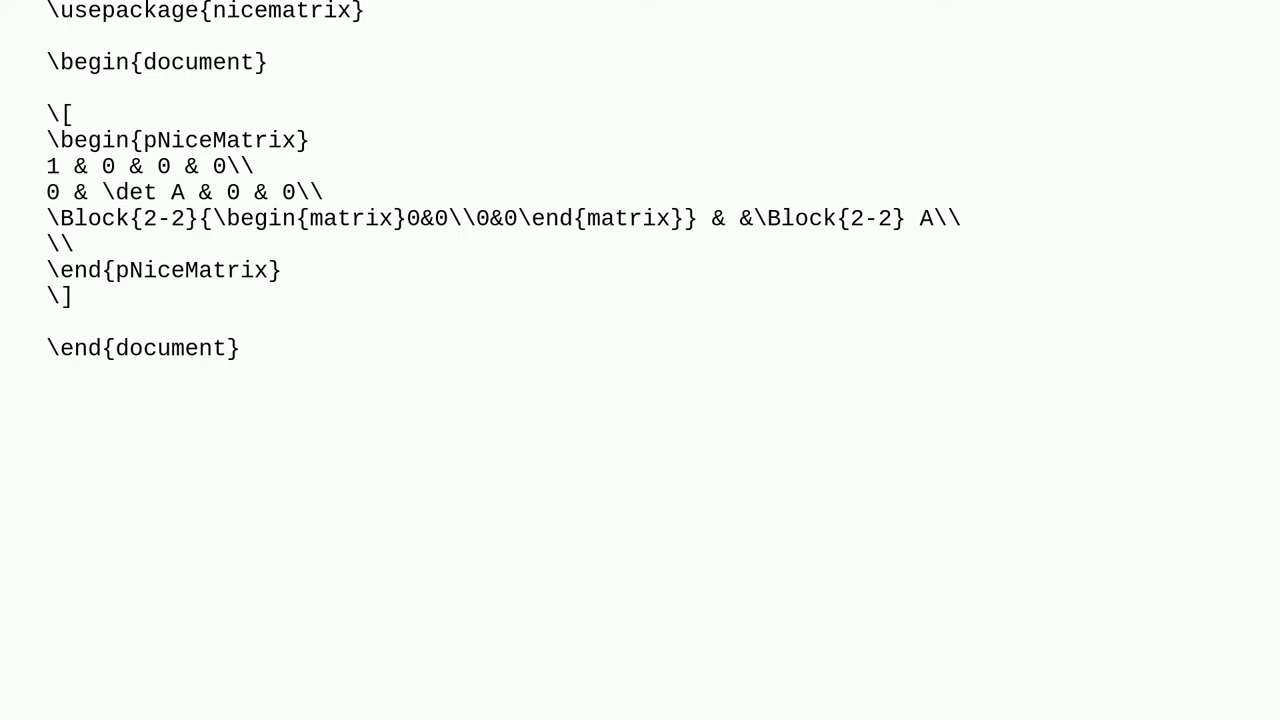 \usepackage{nicematrix}
\begin{document}
\[
\begin{pNiceMatrix}
1 & 0 & 0 & 0\\
0 & \det A & 0 & 0\\
\Block{2-2}{\begin{matrix}0&0\\0&0\end{matrix}} & &\Block{2-2} A\\
\\
\end{pNiceMatrix}
\]
\end{document}